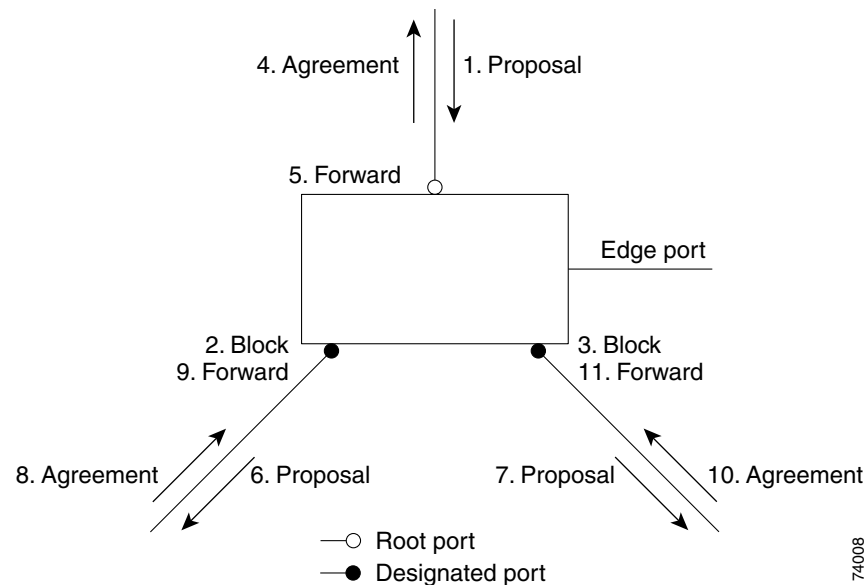 4. Agreement
1. Proposal
5. Forward
Edge port
2. Block
9. Forward
3. Block
11. Forward
8. Agreement
6. Proposal
7. Proposal
10. Agreement
Root port
Designated port
74008